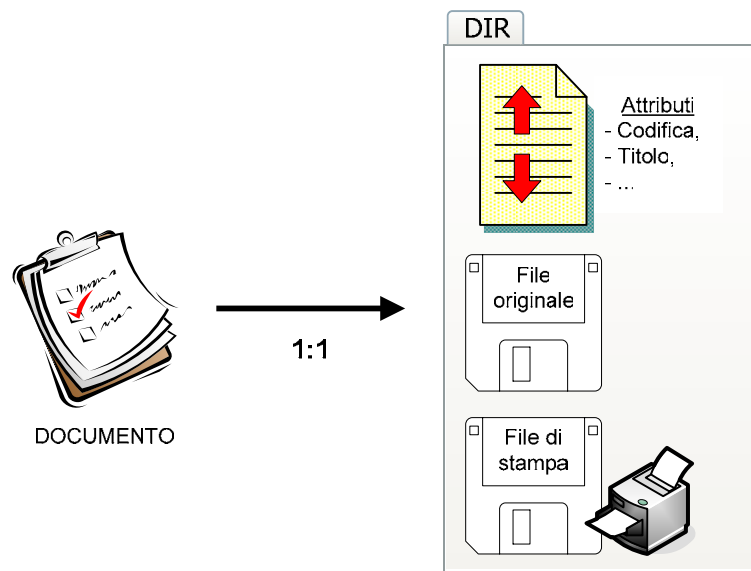 DIR
Attributi
- Codifica,
- Titolo,
- ...
File
originale
1:1
DOCUMENTO
File di
stampa